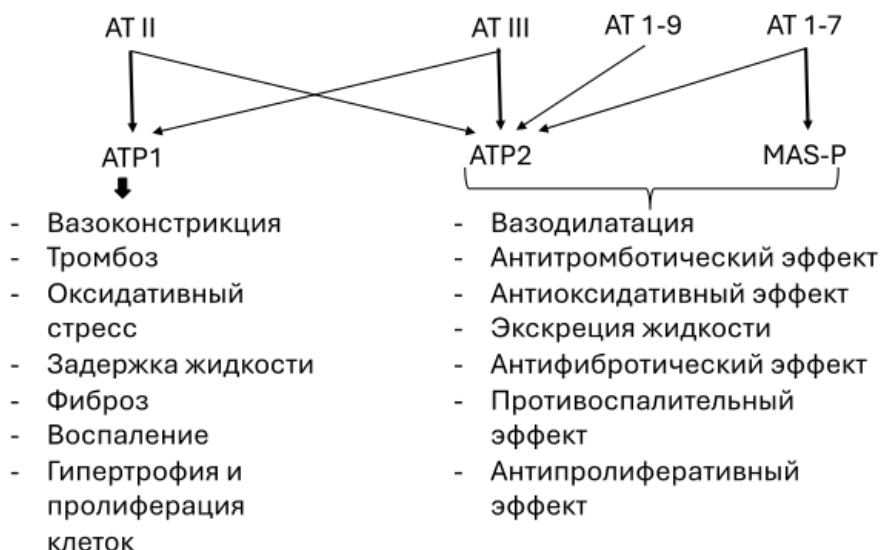 AT II
AT III
AT 1-9
AT 1-7
ATP1
ATP2
MAS-P
- Вазоконстрикция
- Тромбоз
- Оксидативный
стресс
- Задержка жидкости
- Фиброз
- Воспаление
- Гипертрофия и
пролиферация
клеток
- Вазодилатация
- Антитромботический эффект
- Антиоксидативный эффект
- Экскреция жидкости
- Антифибротический эффект
- Противоспалительный
эффект
- Антипролиферативный
эффект